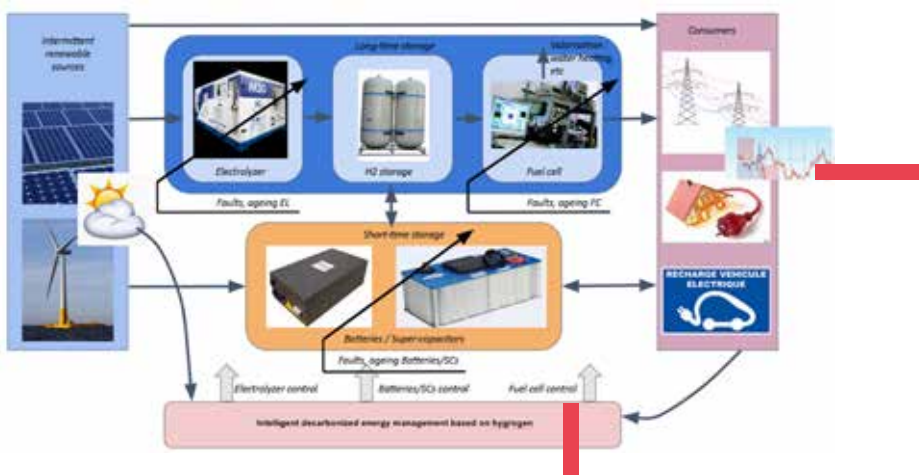 Intermittent
renewable
sources
Long-time storage
Valorisation :
water heating,
etc
Consumers
Electrolyzer
H2 storage
Fuel cell
Faults, ageing EL
Faults, ageing FC
Short-time storage
RECHARGE VEHICULE
ELECTRIQUE
Batteries / Super-capacitors
Faults, ageing Batteries/SCs
Electrolyzer control
Batteries/SCs control
Fuel cell control
Intelligent decarbonized energy management based on hygrogen